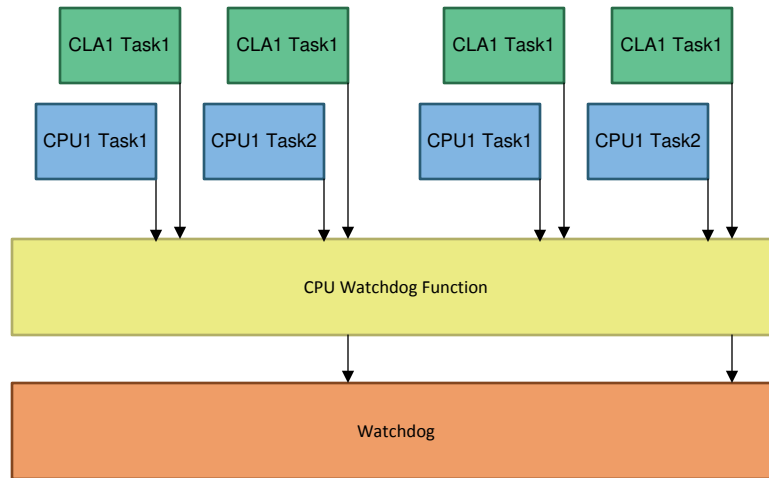 CLA1 Task1
CLA1 Task1
CLA1 Task1
CLA1 Task1
CPU1 Task1
CPU1 Task2
CPU1 Task1
CPU1 Task2
CPU Watchdog Function
Watchdog